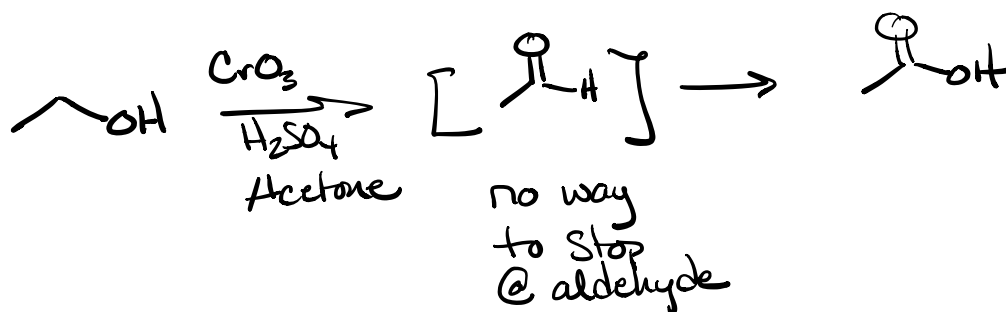 CrO3
OH
H2SO4
Acetone
O
H
O
OH
no way
to stop
@ aldehyde